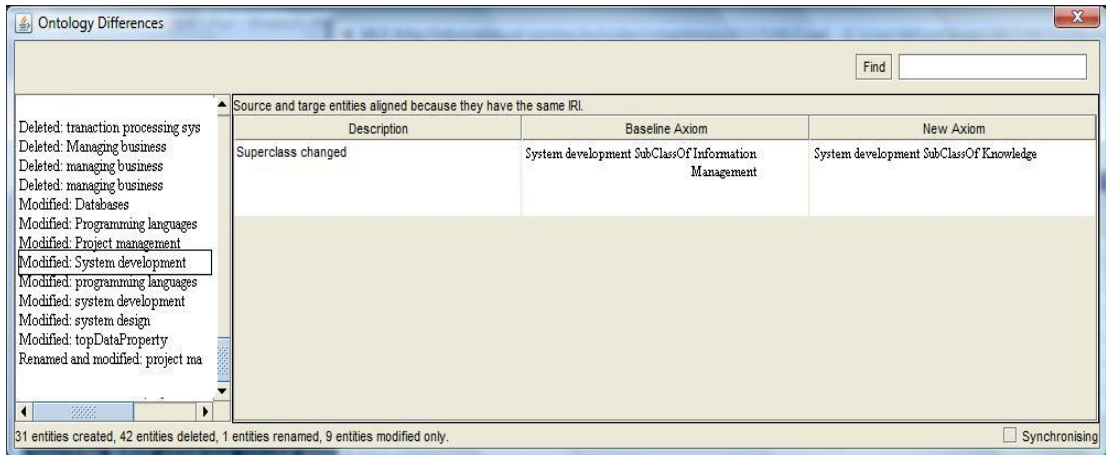 Ontology Differences
X
Find
Source and targe entities aligned because they have the same IRI.
Description Baseline Axiom New Axiom
Superclass changed System development SubClassOf Information System development SubClassOf Knowledge
Management
Deleted: tranaction processing sys
Deleted: Managing business
Deleted: managing business
Deleted: managing business
Modified: Databases
Modified: Programming languages
Modified: Project management
Modified: System development
Modified: programming languages
Modified: system development
Modified: system design
Modified: topDataProperty
Renamed and modified: project ma
31 entities created, 42 entities deleted, 1 entities renamed, 9 entities modified only.
Synchronising